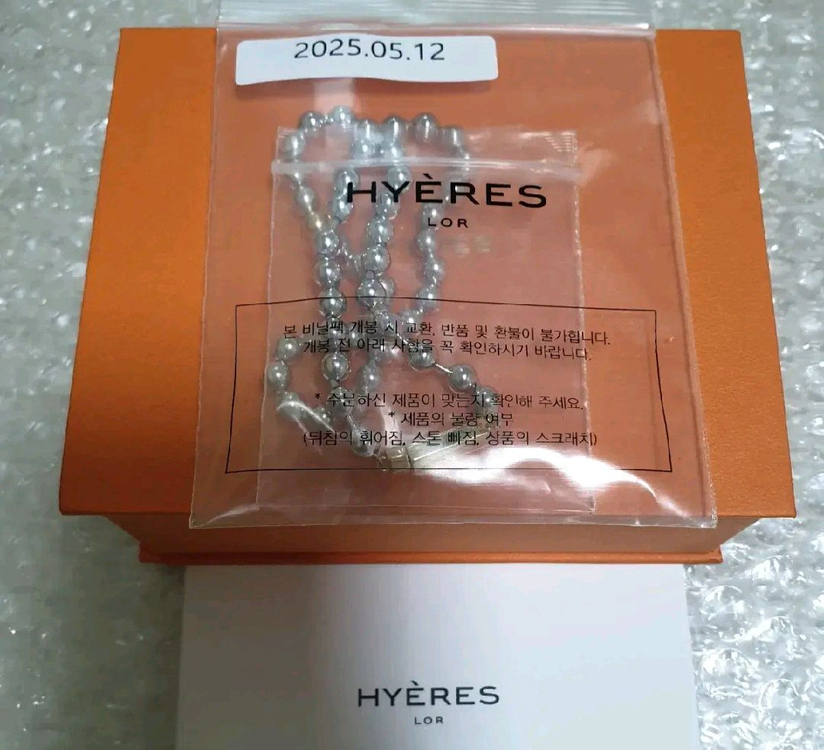 2025.05.12
HYÈRES
LOR
본 비닐팩 개봉 시 교환, 반품 및 환불이 불가합니다.
개봉 전 아래 사항을 꼭 확인하시기 바랍니다.
* 주문하신 제품이 맞는지 확인해 주세요.
* 제품의 불량 여부
(뒤침의 휘어짐, 스톤 빠짐, 상품의 스크래치)
HYÈRES
LOR